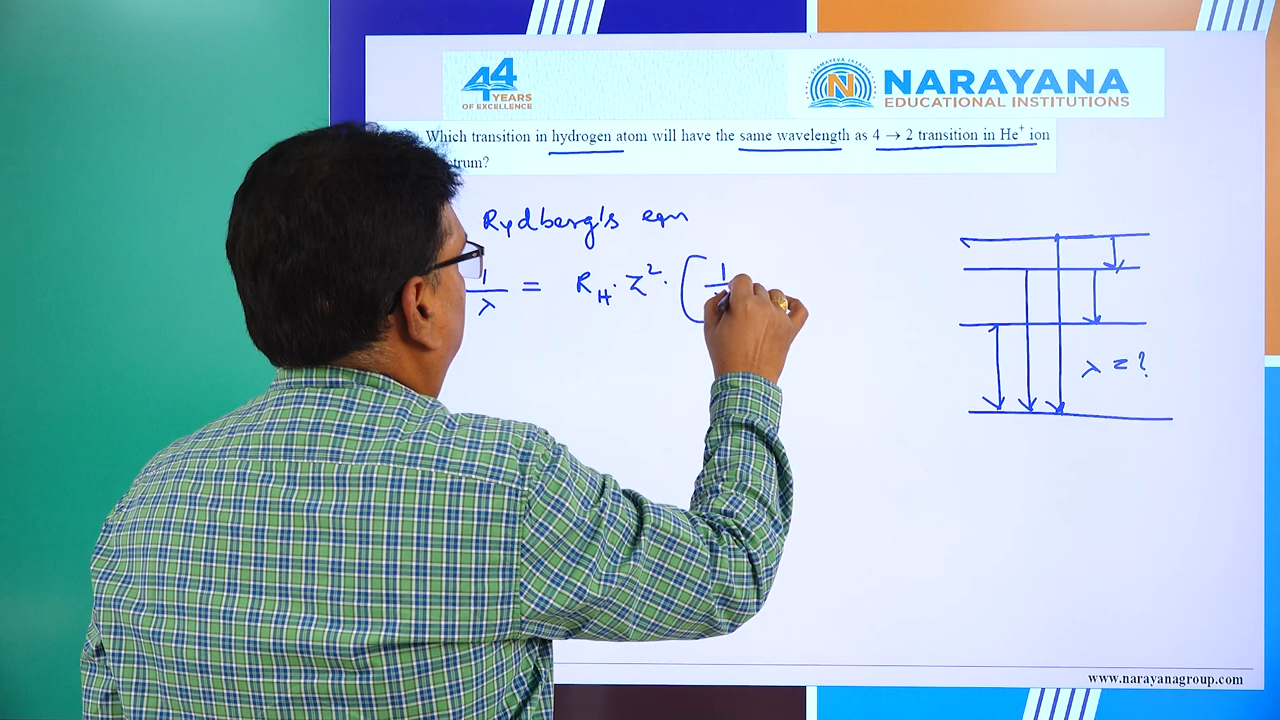 44
YEARS
OF EXCELLENCE
NARAYANA
EDUCATIONAL INSTITUTIONS
Which transition in hydrogen atom will have the same wavelength as 4 → 2 transition in He⁺ ion
trum?
Rydberg's eqn
1/λ = R_H · Z² · ( 1/
λ = ?
www.narayanagroup.com